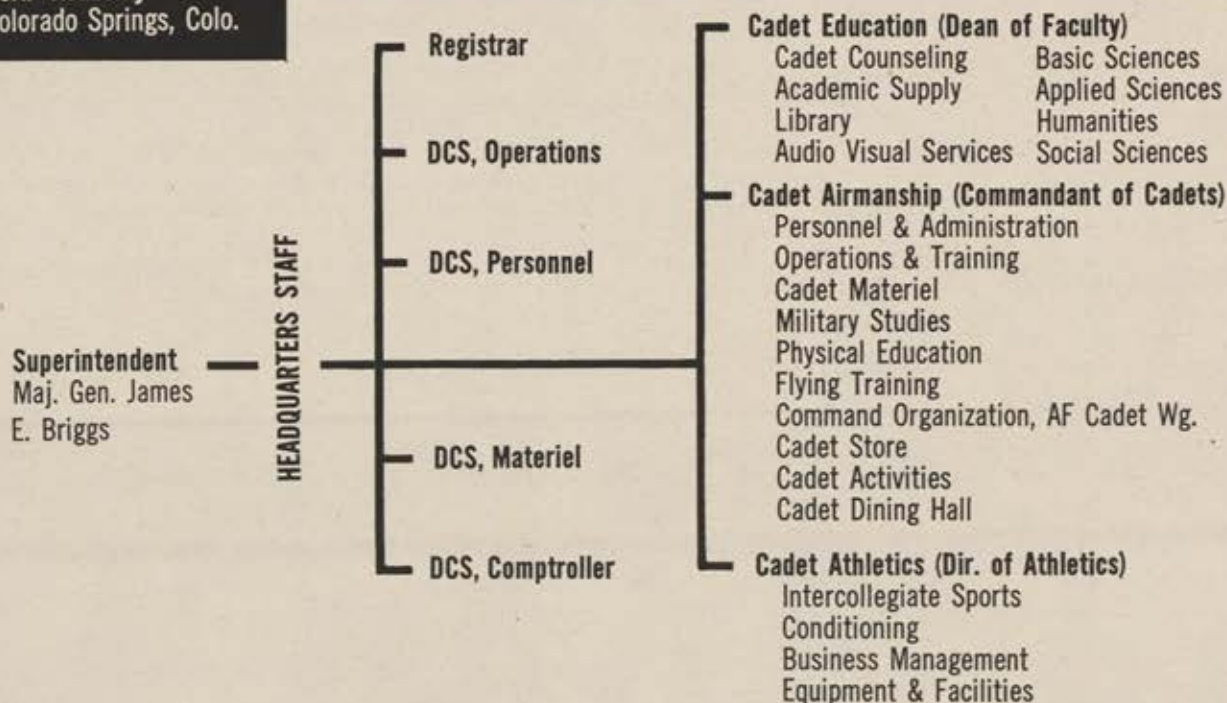 Colorado Springs, Colo.
Superintendent
Maj. Gen. James
E. Briggs
HEADQUARTERS STAFF
Registrar
DCS, Operations
DCS, Personnel
DCS, Materiel
DCS, Comptroller
Cadet Education (Dean of Faculty)
Cadet Counseling
Academic Supply
Library
Audio Visual Services
Basic Sciences
Applied Sciences
Humanities
Social Sciences
Cadet Airmanship (Commandant of Cadets)
Personnel & Administration
Operations & Training
Cadet Materiel
Military Studies
Physical Education
Flying Training
Command Organization, AF Cadet Wg.
Cadet Store
Cadet Activities
Cadet Dining Hall
Cadet Athletics (Dir. of Athletics)
Intercollegiate Sports
Conditioning
Business Management
Equipment & Facilities